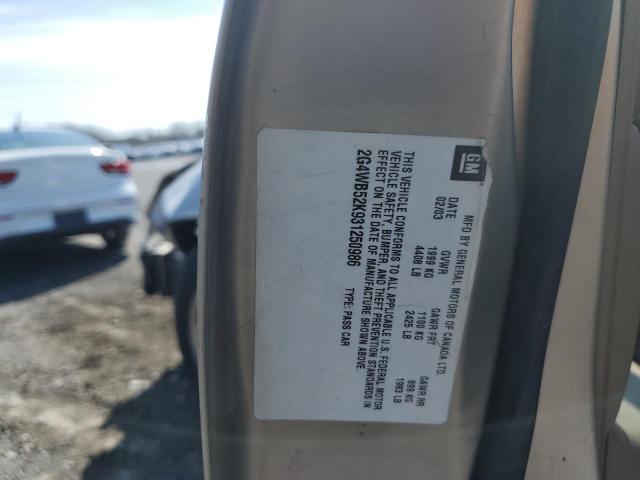 GM
MFD BY GENERAL MOTORS OF CANADA LTD.
DATE GVWR GAWR FRT GAWR RR
02/03 1999 KG 1100 KG 899 KG
4408 LB 2425 LB 1983 LB
THIS VEHICLE CONFORMS TO ALL APPLICABLE U.S. FEDERAL MOTOR
VEHICLE SAFETY, BUMPER, AND THEFT PREVENTION STANDARDS IN
EFFECT ON THE DATE OF MANUFACTURE SHOWN ABOVE.
2G4WB52K931250986 TYPE: PASS CAR